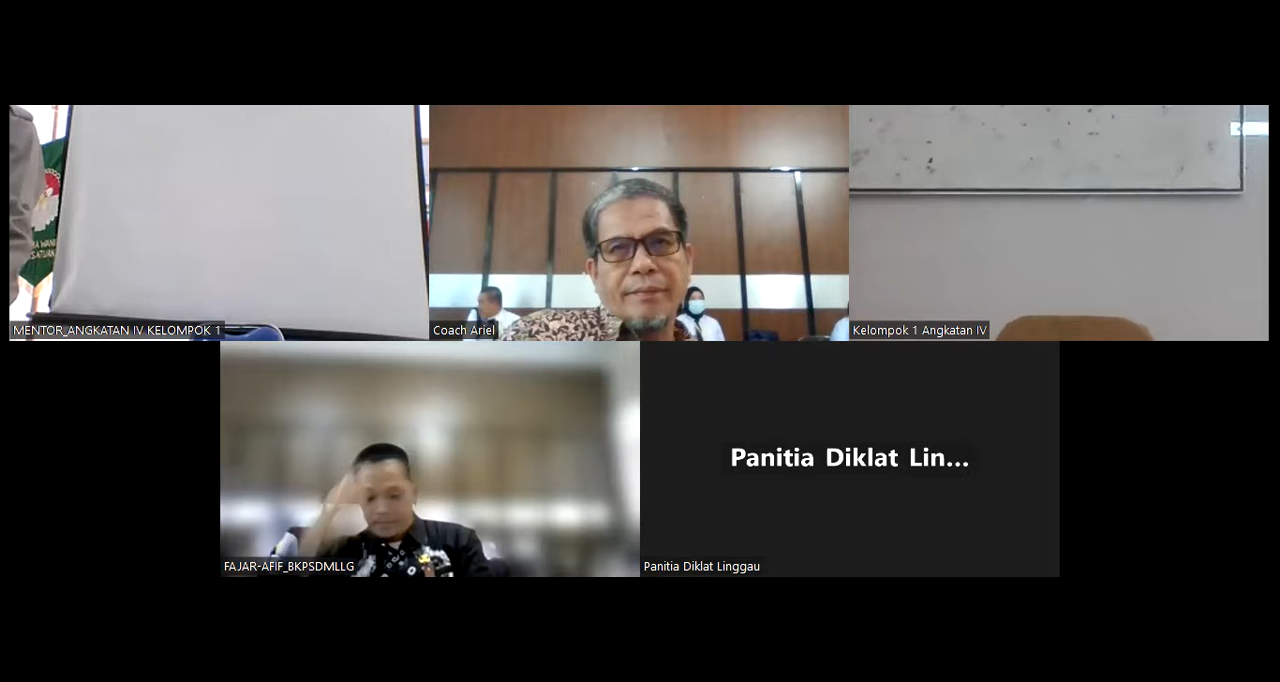 MENTOR_ANGKATAN IV KELOMPOK 1
Coach Ariel
Kelompok 1 Angkatan IV
FAJAR-AFIF_BKPSDMLLG
Panitia Diklat Lin...
Panitia Diklat Linggau